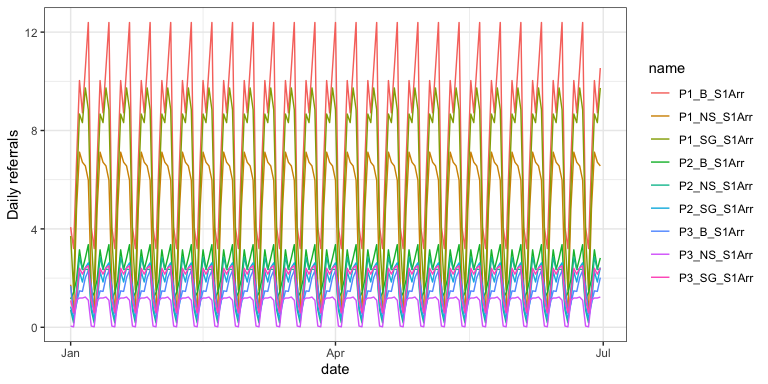 12
8
4
0
Daily referrals
Jan
Apr
Jul
date
name
P1_B_S1Arr
P1_NS_S1Arr
P1_SG_S1Arr
P2_B_S1Arr
P2_NS_S1Arr
P2_SG_S1Arr
P3_B_S1Arr
P3_NS_S1Arr
P3_SG_S1Arr